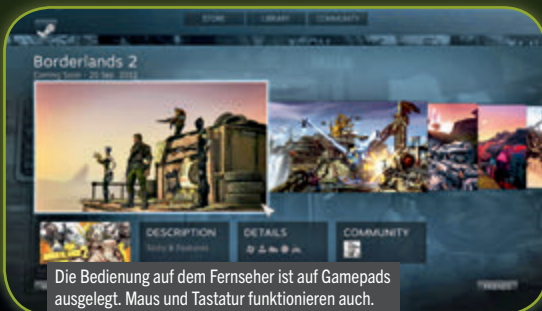 STORE LIBRARY COMMUNITY
Borderlands 2
Coming Soon - 20 Sep. 2012
DESCRIPTION DETAILS COMMUNITY
Die Bedienung auf dem Fernseher ist auf Gamepads
ausgelegt. Maus und Tastatur funktionieren auch.
FRIENDS